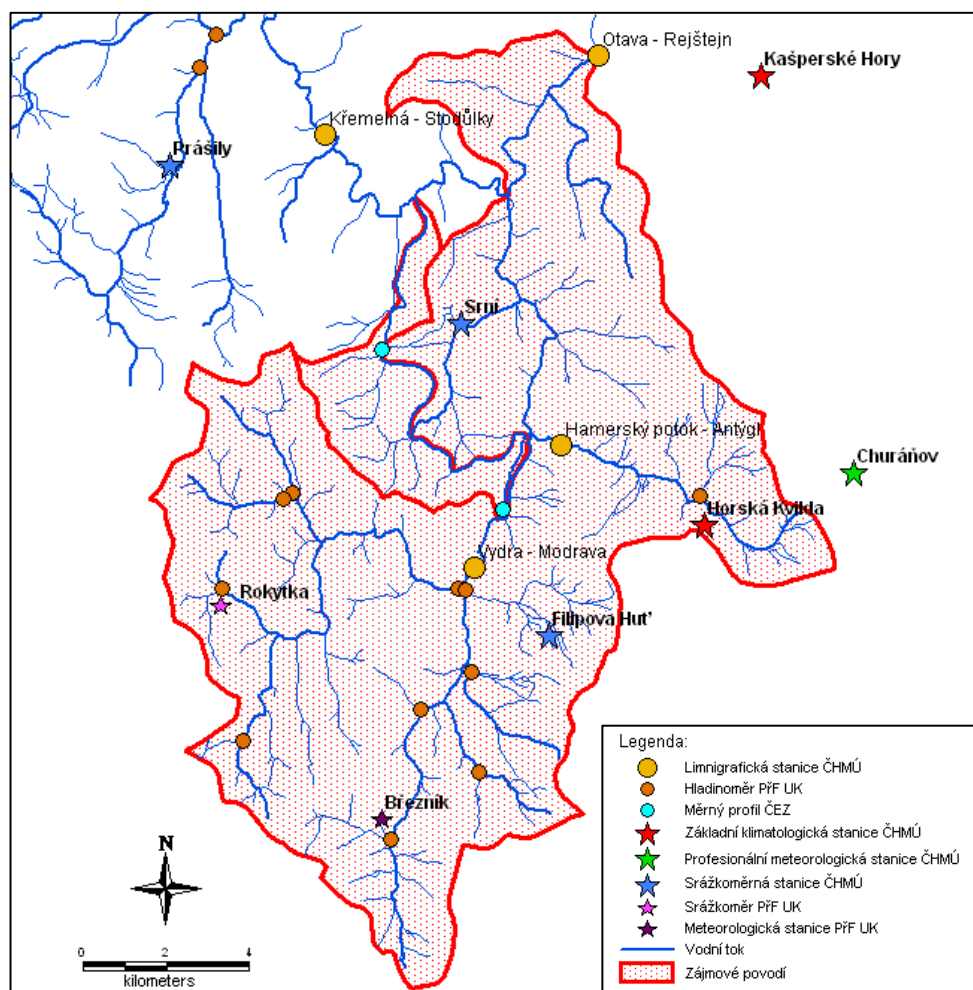 Otava - Rejštejn
Kašperské Hory
Křemelná - Stodůlky
Prášily
Srní
Hamerský potok - Antýgl
Churáňov
Horská Kvilda
Vydra - Modrava
Rokytka
Filipova Huť
Březník
N
0 2 4
kilometers
Legenda:
Limnigrafická stanice ČHMÚ
Hladinoměr PřF UK
Měrný profil ČEZ
Základní klimatologická stanice ČHMÚ
Profesionální meteorologická stanice ČHMÚ
Srážkoměrná stanice ČHMÚ
Srážkoměr PřF UK
Meteorologická stanice PřF UK
Vodní tok
Zájmové povodí